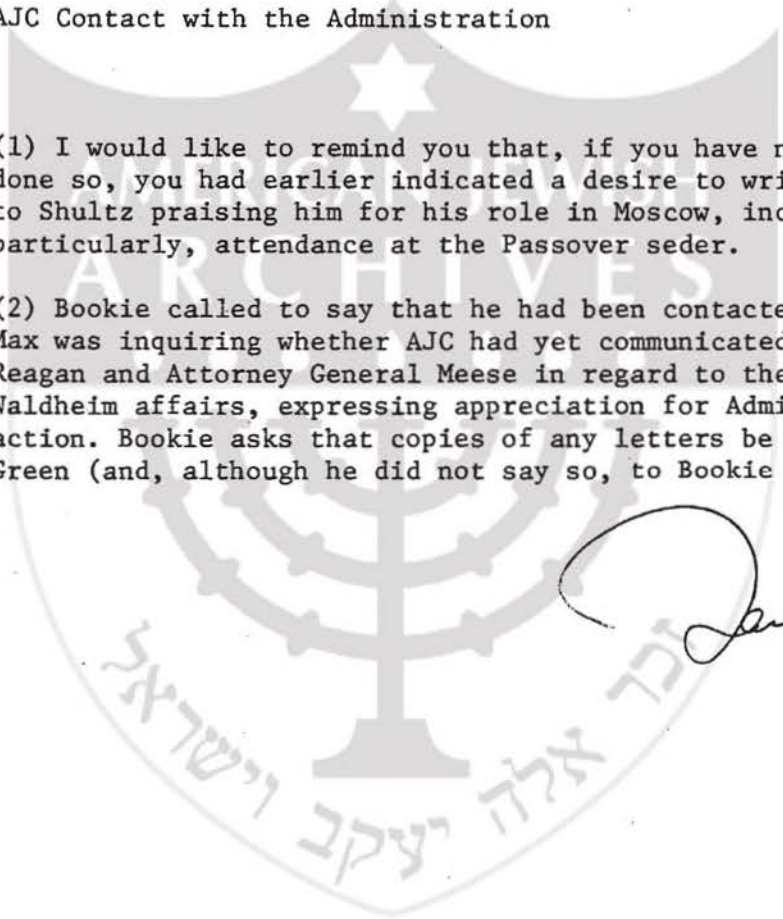 AJC Contact with the Administration
(1) I would like to remind you that, if you have
done so, you had earlier indicated a desire to wri
to Shultz praising him for his role in Moscow, inc
particularly, attendance at the Passover seder.
(2) Bookie called to say that he had been contacte
Max was inquiring whether AJC had yet communicated
Reagan and Attorney General Meese in regard to the
Waldheim affairs, expressing appreciation for Admi
action. Bookie asks that copies of any letters be
Green (and, although he did not say so, to Bookie
AMERICAN JEWISH
ARCHIVES
זכר אלה יעקב וישראל